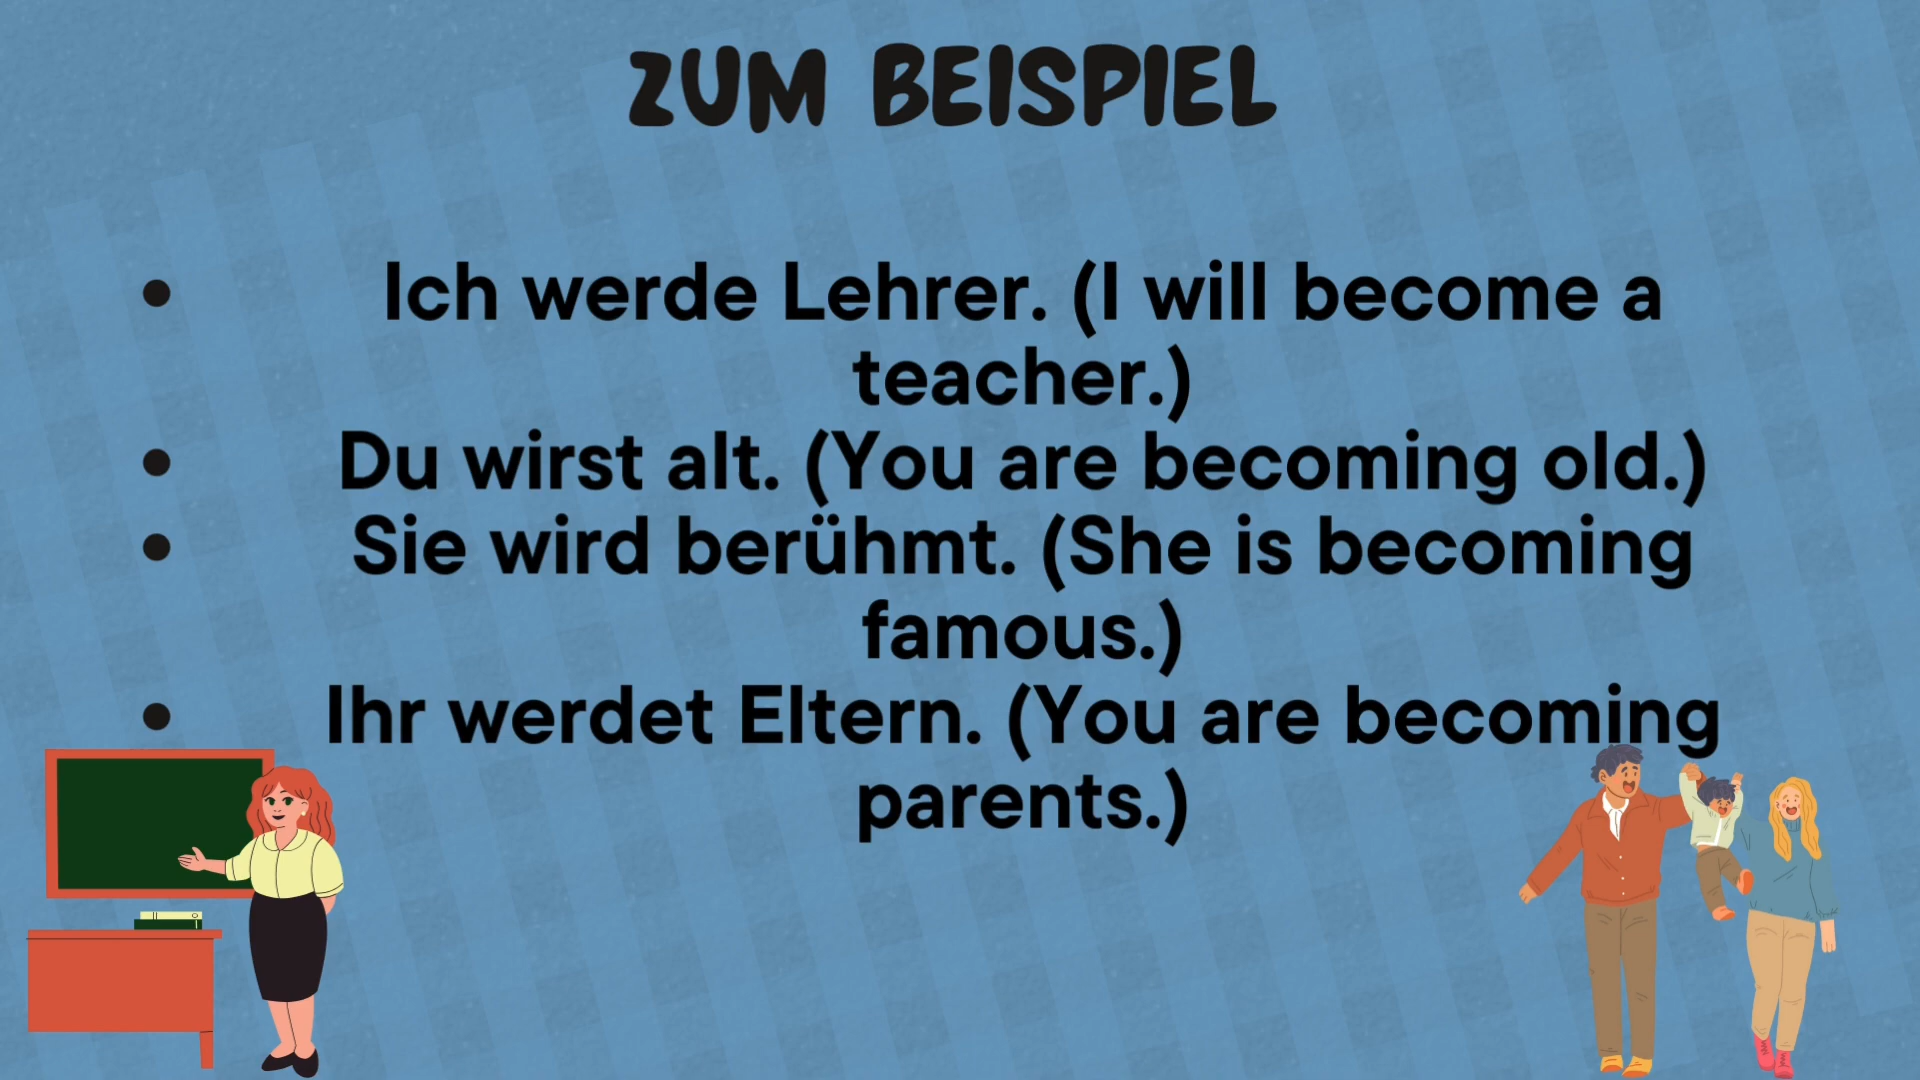 ZUM BEISPIEL
• Ich werde Lehrer. (I will become a
teacher.)
• Du wirst alt. (You are becoming old.)
• Sie wird berühmt. (She is becoming
famous.)
• Ihr werdet Eltern. (You are becoming
parents.)